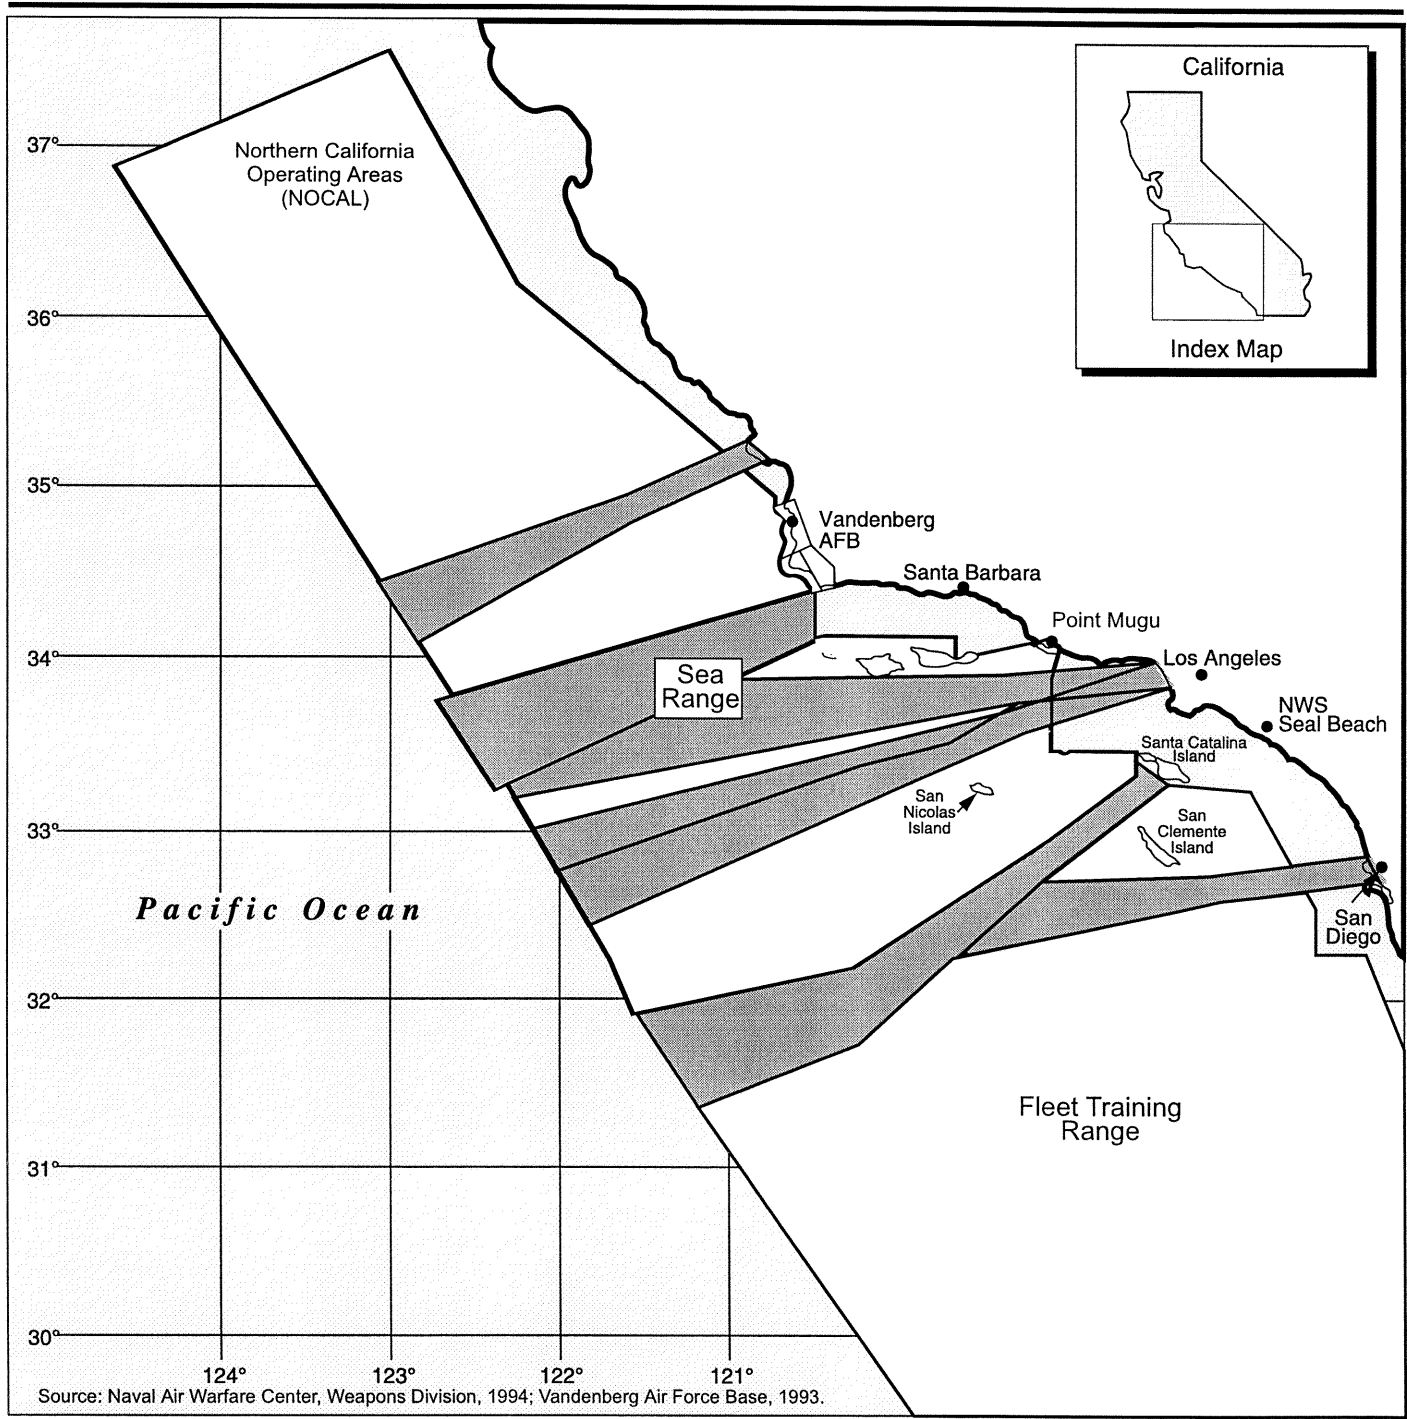 California
Index Map
37°
Northern California
Operating Areas
(NOCAL)
36°
35°
Vandenberg
AFB
Santa Barbara
Point Mugu
34°
Sea
Range
Los Angeles
NWS
Seal Beach
Santa Catalina
Island
San
Nicolas
Island
San
Clemente
Island
33°
Pacific Ocean
San
Diego
32°
Fleet Training
Range
31°
30°
124° 123° 122° 121°
Source: Naval Air Warfare Center, Weapons Division, 1994; Vandenberg Air Force Base, 1993.